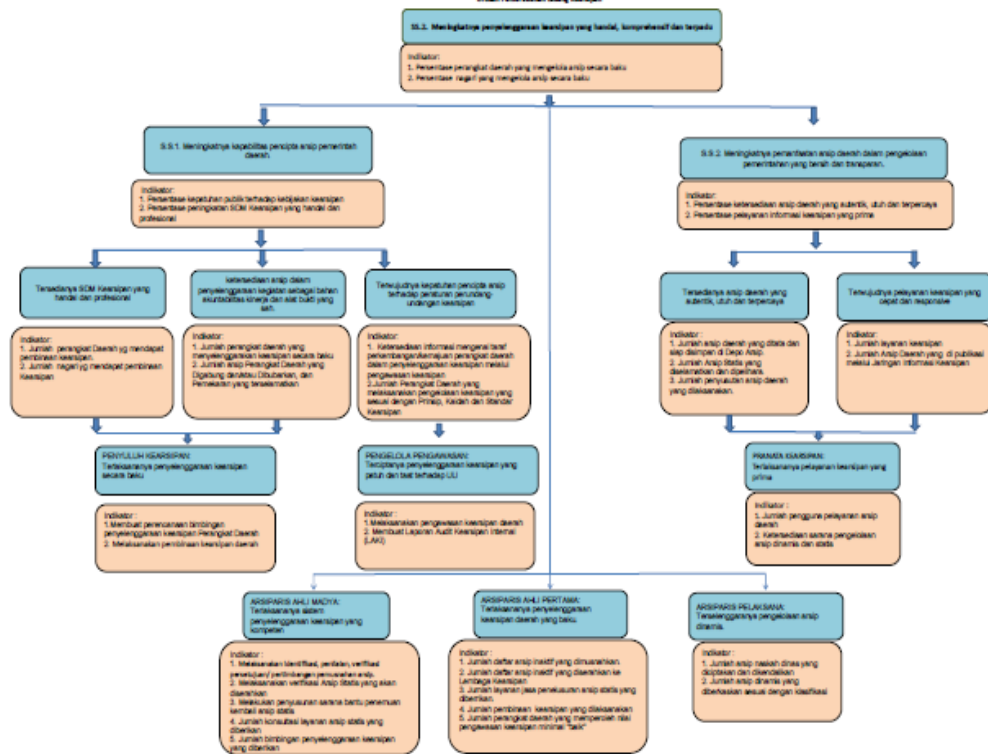 SS.2. Meningkatnya penyelenggaraan kearsipan yang handal, komprehensif dan terpadu
Indikator:
1. Persentase perangkat daerah yang mengelola arsip secara baku
2. Persentase nagari yang mengelola arsip secara baku
S.S.1. Meningkatnya kapabilitas pencipta arsip pemerintah
daerah.
Indikator:
1. Persentase kepatuhan publik terhadap kebijakan kearsipan
2. Persentase peningkatan SDM Kearsipan yang handal dan
profesional
S.S.2. Meningkatnya pemanfaatan arsip daerah dalam pengelolaan
pemerintahan yang bersih dan transparan.
Indikator:
1. Persentase ketersediaan arsip daerah yang autentik, utuh dan terpercaya
2. Persentase pelayanan informasi kearsipan yang prima
Tersedianya SDM Kearsipan yang
handal dan profesional
Indikator:
1. Jumlah perangkat Daerah yg mendapat
pembinaan kearsipan.
2. Jumlah nagari yg mendapat pembinaan
Kearsipan
ketersediaan arsip dalam
penyelenggaraan kegiatan sebagai bahan
akuntabilitas kinerja dan alat bukti yang
sah.
Indikator:
1. Jumlah perangkat daerah yang
menyelenggarakan kearsipan secara baku
2. Jumlah arsip Perangkat Daerah yang
Digabung dan/Atau Dibubarkan, dan
Pemekaran yang terselamatkan
Terwujudnya kepatuhan pencipta arsip
terhadap peraturan perundang-
undangan kearsipan
Indikator:
1. Ketersediaan informasi mengenai taraf
perkembangan/kemajuan perangkat daerah
dalam penyelenggaraan kearsipan melalui
pengawasan kearsipan
2.Jumlah Perangkat Daerah yang
melaksanakan pengelolaan kearsipan yang
sesuai dengan Prinsip, Kaidah dan Standar
Kearsipan
Tersedianya arsip daerah yang
autentik, utuh dan terpercaya
Indikator:
1. Jumlah arsip daerah yang ditata dan
siap disimpan di Depo Arsip.
2. Jumlah Arsip Statis yang
diselamatkan dan dipelihara.
3. Jumlah penyusutan arsip daerah
yang dilaksanakan.
Terwujudnya pelayanan kearsipan yang
cepat dan responsive
Indikator:
1. Jumlah layanan kearsipan
2. Jumlah Arsip Daerah yang di publikasi
melalui Jaringan Informasi Kearsipan
PENYULUH KEARSIPAN:
Terlaksananya penyelenggaraan kearsipan
secara baku
Indikator:
1.Membuat perencanaan bimbingan
penyelenggaraan kearsipan Perangkat Daerah
2. Melaksanakan pembinaan kearsipan daerah
PENGELOLA PENGAWASAN:
Terciptanya penyelenggaraan kearsipan yang
patuh dan taat terhadap UU
Indikator:
1.Melaksanakan pengawasan kearsipan daerah
2. Membuat Laporan Audit Kearsipan Internal
(LAKI)
PRANATA KEARSIPAN:
Terlaksananya pelayanan kearsipan yang
prima
Indikator :
1. Jumlah pengguna pelayanan arsip
daerah
2. Ketersediaan sarana pengelolaan
arsip dinamis dan statis
ARSIPARIS AHLI MADYA:
Terlaksananya sistem
penyelenggaraan kearsipan yang
kompeten
Indikator :
1. Melaksanakan identifikasi, penilaian, verifikasi
persetujuan/ pertimbangan pemusnahan arsip.
2. Melaksanakan verifikasi Arsip Statis yang akan
diserahkan
3. Melakukan penyusunan sarana bantu penemuan
kembali arsip statis
4. Jumlah konsultasi layanan arsip statis yang
diberikan
5. Jumlah bimbingan penyelenggaraan kearsipan
yang diberikan
ARSIPARIS AHLI PERTAMA:
Terlaksananya penyelenggaraan
kearsipan daerah yang baku.
Indikator :
1. Jumlah daftar arsip inaktif yang dimusnahkan.
2. Jumlah daftar arsip inaktif yang diserahkan ke
Lembaga Kearsipan
3. Jumlah layanan jasa penelusuran arsip statis yang
diberikan.
4. Jumlah pembinaan kearsipan yang dilaksanakan
5. Jumlah perangkat daerah yang memperoleh nilai
pengawasan kearsipan minimal "baik"
ARSIPARIS PELAKSANA:
Terselenggaranya pengelolaan arsip
dinamis.
Indikator :
1. Jumlah arsip naskah dinas yang
diciptakan dan dikendalikan
2. Jumlah arsip dinamis yang
diberkaskan sesuai dengan klasifikasi